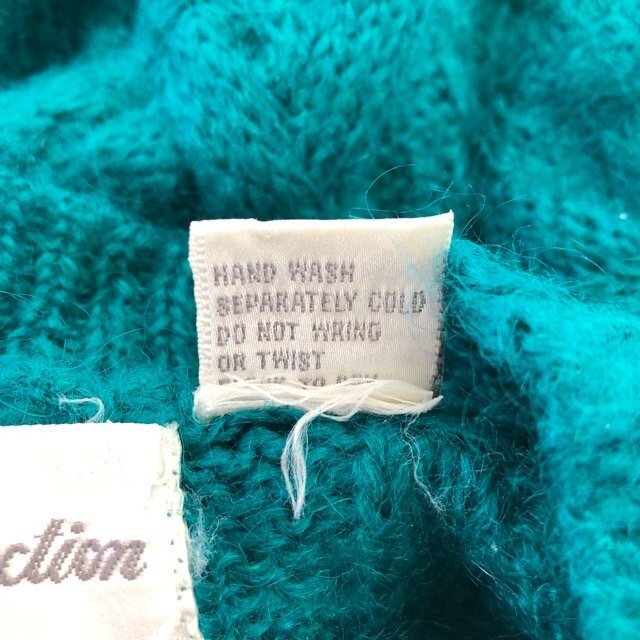 HAND WASH
SEPARATELY COLD
DO NOT WRING
OR TWIST
ction